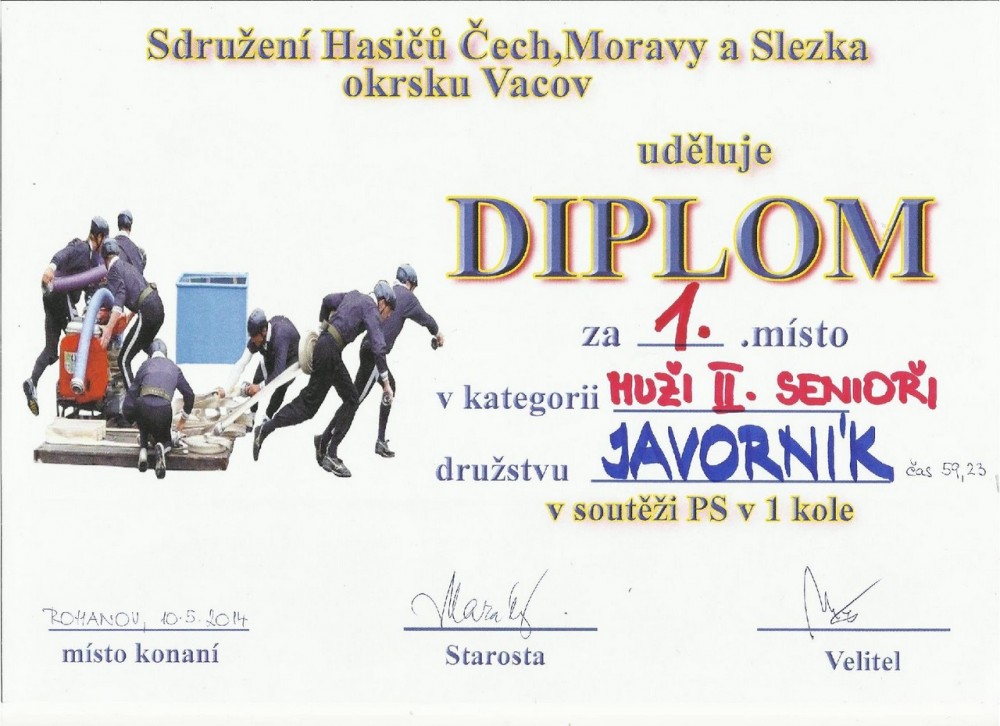 Sdružení Hasičů Čech,Moravy a Slezka
okrsku Vacov
uděluje
DIPLOM
za 1. .místo
v kategorii MUŽI II. SENIOŘI
družstvu JAVORNÍK čas 59,23
v soutěži PS v 1 kole
ROHANOV, 10.5.2014
místo konaní
Starosta
Velitel